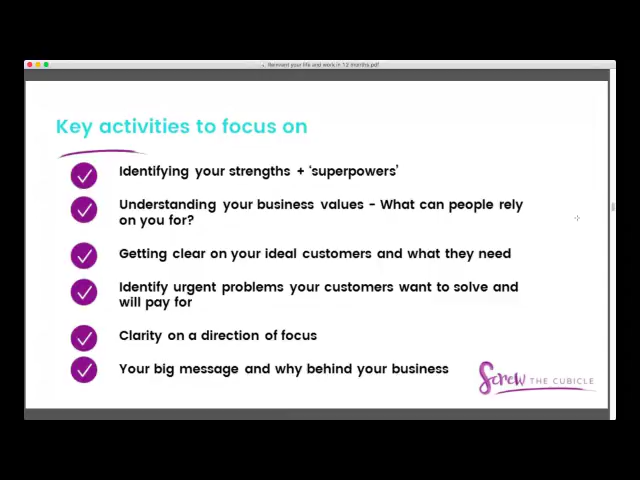 Reinvent your life and work in 12 months.pdf
Key activities to focus on
Identifying your strengths + 'superpowers'
Understanding your business values - What can people rely
on you for?
Getting clear on your ideal customers and what they need
Identify urgent problems your customers want to solve and
will pay for
Clarity on a direction of focus
Your big message and why behind your business
Screw THE CUBICLE